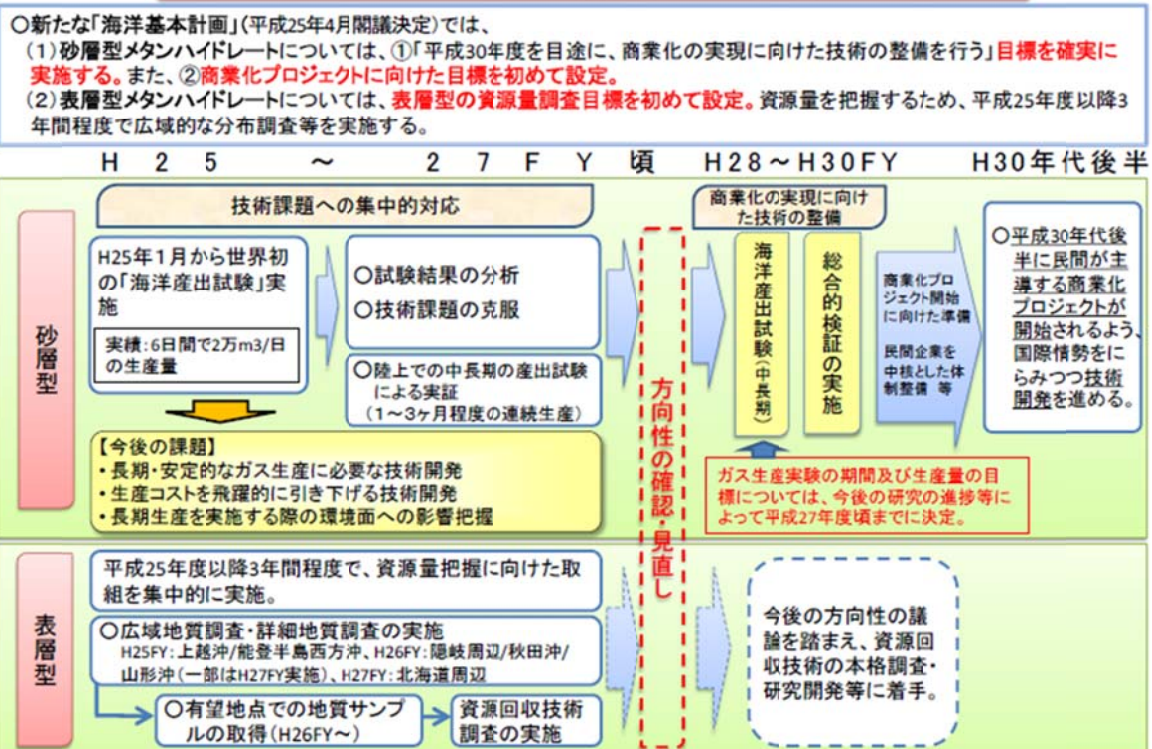 ○新たな「海洋基本計画」(平成25年4月閣議決定)では、
(1)砂層型メタンハイドレートについては、①「平成30年度を目途に、商業化の実現に向けた技術の整備を行う」目標を確実に
実施する。また、②商業化プロジェクトに向けた目標を初めて設定。
(2)表層型メタンハイドレートについては、表層型の資源量調査目標を初めて設定。資源量を把握するため、平成25年度以降3
年間程度で広域的な分布調査等を実施する。
H25~27FY頃
H28~H30FY
H30年代後半
砂層型
技術課題への集中的対応
H25年1月から世界初
の「海洋産出試験」実
施
実績:6日間で2万m3/日
の生産量
○試験結果の分析
○技術課題の克服
○陸上での中長期の産出試験
による実証
(1~3ヶ月程度の連続生産)
【今後の課題】
・長期・安定的なガス生産に必要な技術開発
・生産コストを飛躍的に引き下げる技術開発
・長期生産を実施する際の環境面への影響把握
方向性の確認・見直し
商業化の実現に向け
た技術の整備
海洋産出試験(中長期)
総合的検証の実施
商業化プロ
ジェクト開始
に向けた準備
民間企業を
中核とした体
制整備 等
○平成30年代後
半に民間が主
導する商業化
プロジェクトが
開始されるよう、
国際情勢をに
らみつつ技術
開発を進める。
ガス生産実験の期間及び生産量の目
標については、今後の研究の進捗等に
よって平成27年度頃までに決定。
表層型
平成25年度以降3年間程度で、資源量把握に向けた取
組を集中的に実施。
○広域地質調査・詳細地質調査の実施
H25FY:上越沖/能登半島西方沖、H26FY:隠岐周辺/秋田沖/
山形沖(一部はH27FY実施)、H27FY:北海道周辺
○有望地点での地質サンプ
ルの取得(H26FY~)
資源回収技術
調査の実施
今後の方向性の議
論を踏まえ、資源回
収技術の本格調査・
研究開発等に着手。